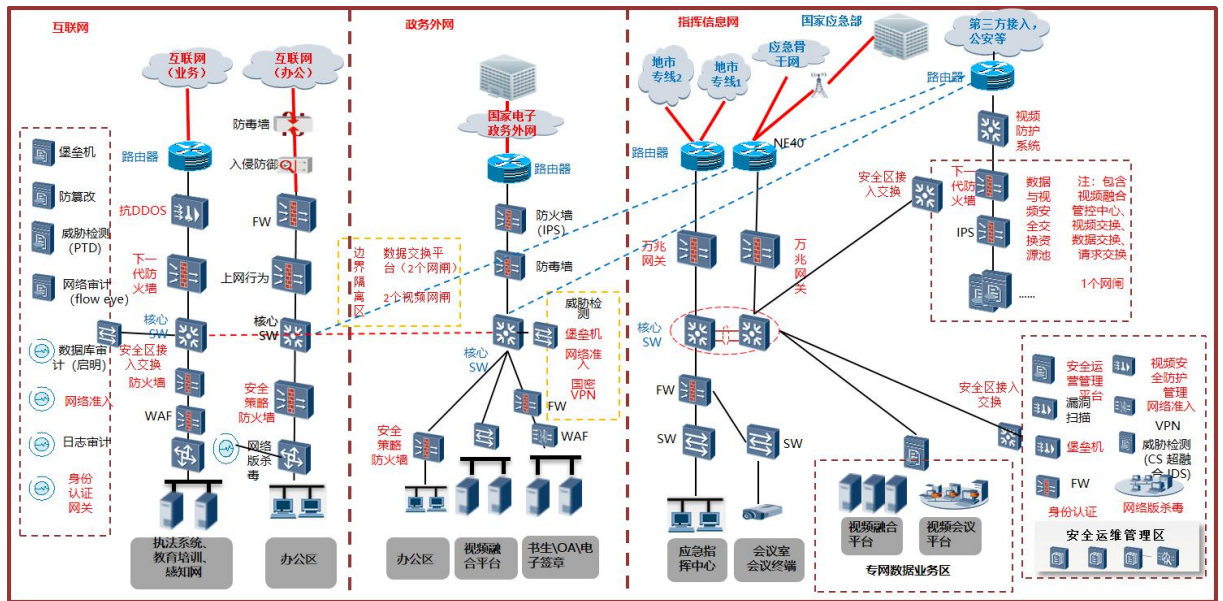 互联网
政务外网
指挥信息网
国家应急部
互联网
（业务）
互联网
（办公）
地市
专线2
地市
专线1
应急骨
干网
第三方接入，
公安等
路由器
防毒墙
入侵防御
路由器
国家电子
政务外网
路由器
路由器
NE40
视频
防护
系统
堡垒机
防篡改
威胁检测
(PTD)
网络审计
(flow eye)
数据库审
计（启明）
网络准入
日志审计
身份
认证
网关
抗DDOS
下一
代防
火墙
核心
SW
安全区接
入交换
防火墙
WAF
执法系统、
教育培训、
感知网
FW
上网行为
核心
SW
安全
策略
防火墙
网络
版杀
毒
办公区
边
界
隔
离
区
数据交换平
台（2个网闸）
2个视频网闸
防火墙
(IPS)
防毒墙
核心
SW
威胁检
测
堡垒机
网络准
入
国密
VPN
FW
WAF
安全
策略
防火墙
办公区
视频融
合平台
书生\OA\电
子签章
万兆
网关
万
兆
网
关
核心
SW
FW
SW
SW
应急指
挥中心
会议室
会议终端
安全区接
入交换
下一
代防
火墙
IPS
......
数据
与视
频安
全交
换资
源池
注：包含
视频融合
管控中心、
视频交换、
数据交换、
请求交换
1个网闸
安全区接入
交换
视频融合
平台
视频会议
平台
专网数据业务区
安全运
营管理
平台
漏洞
扫描
堡垒机
FW
身份认证
视频安
全防护
管理
网络准入
VPN
威胁检测
(CS 超融
合 IDS)
网络版杀毒
安全运维管理区